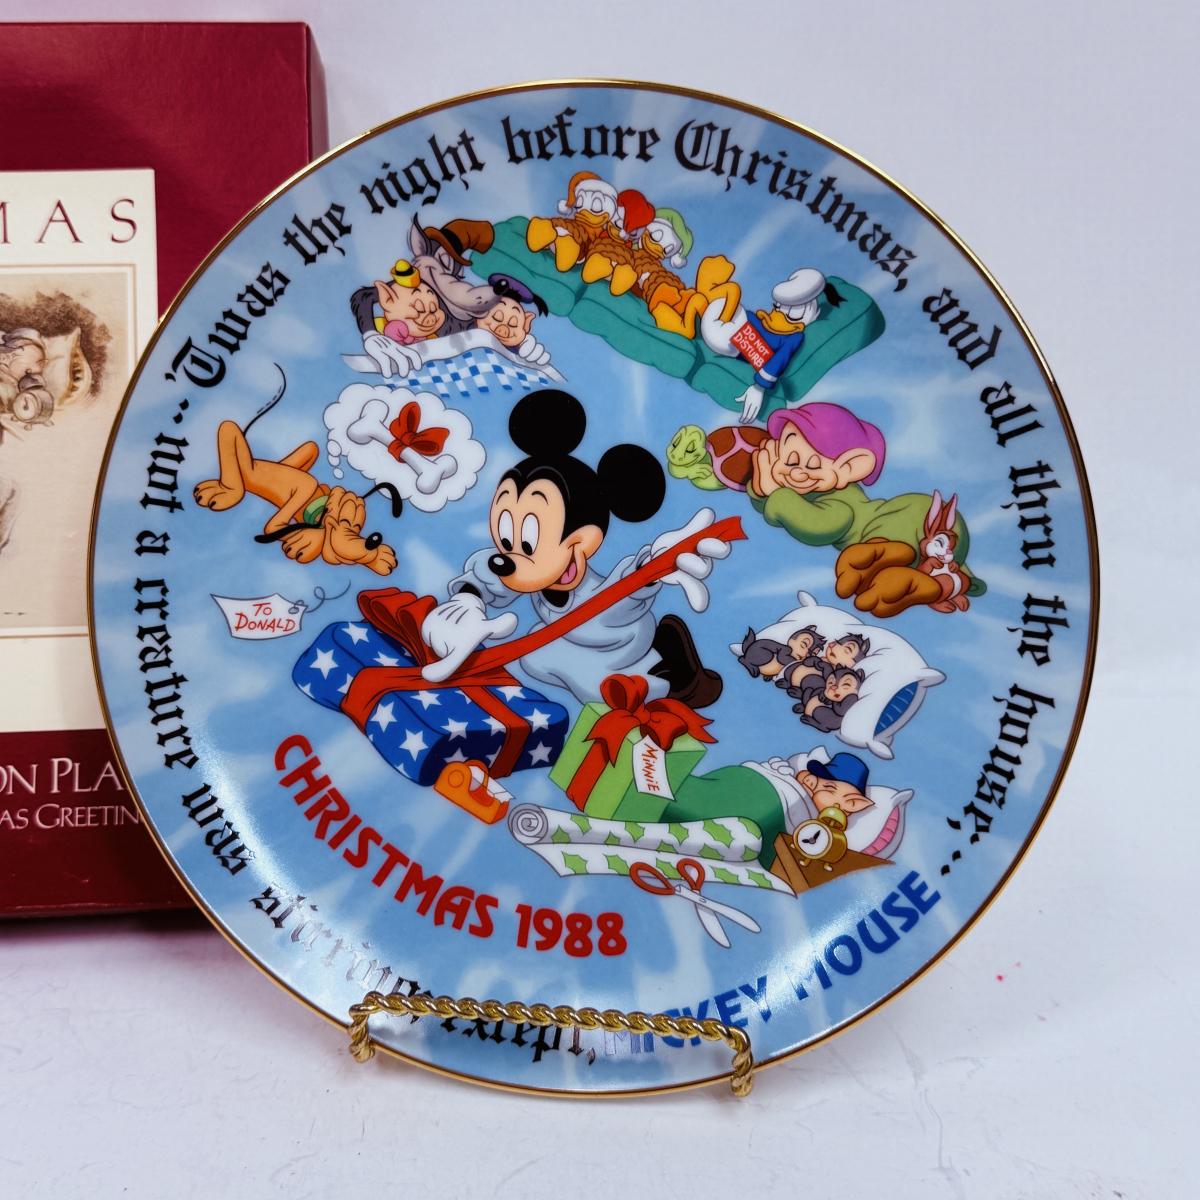 'Twas the night before Christmas, and all thru the house,...
not a creature was stirring, except, MICKEY MOUSE...
DO NOT
DISTURB
TO
DONALD
MINNIE
CHRISTMAS 1988
MAS
ON PLA
AS GREETIN